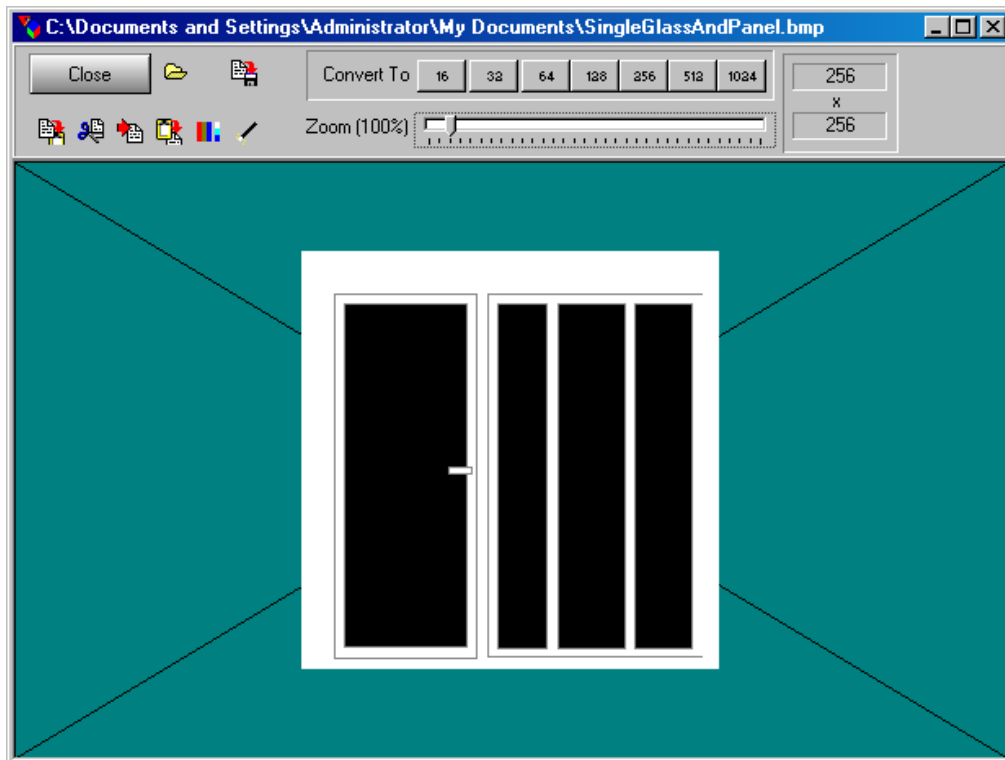 C:\Documents and Settings\Administrator\My Documents\SingleGlassAndPanel.bmp
Close
Convert To 16 32 64 128 256 512 1024
256
x
256
Zoom (100%)